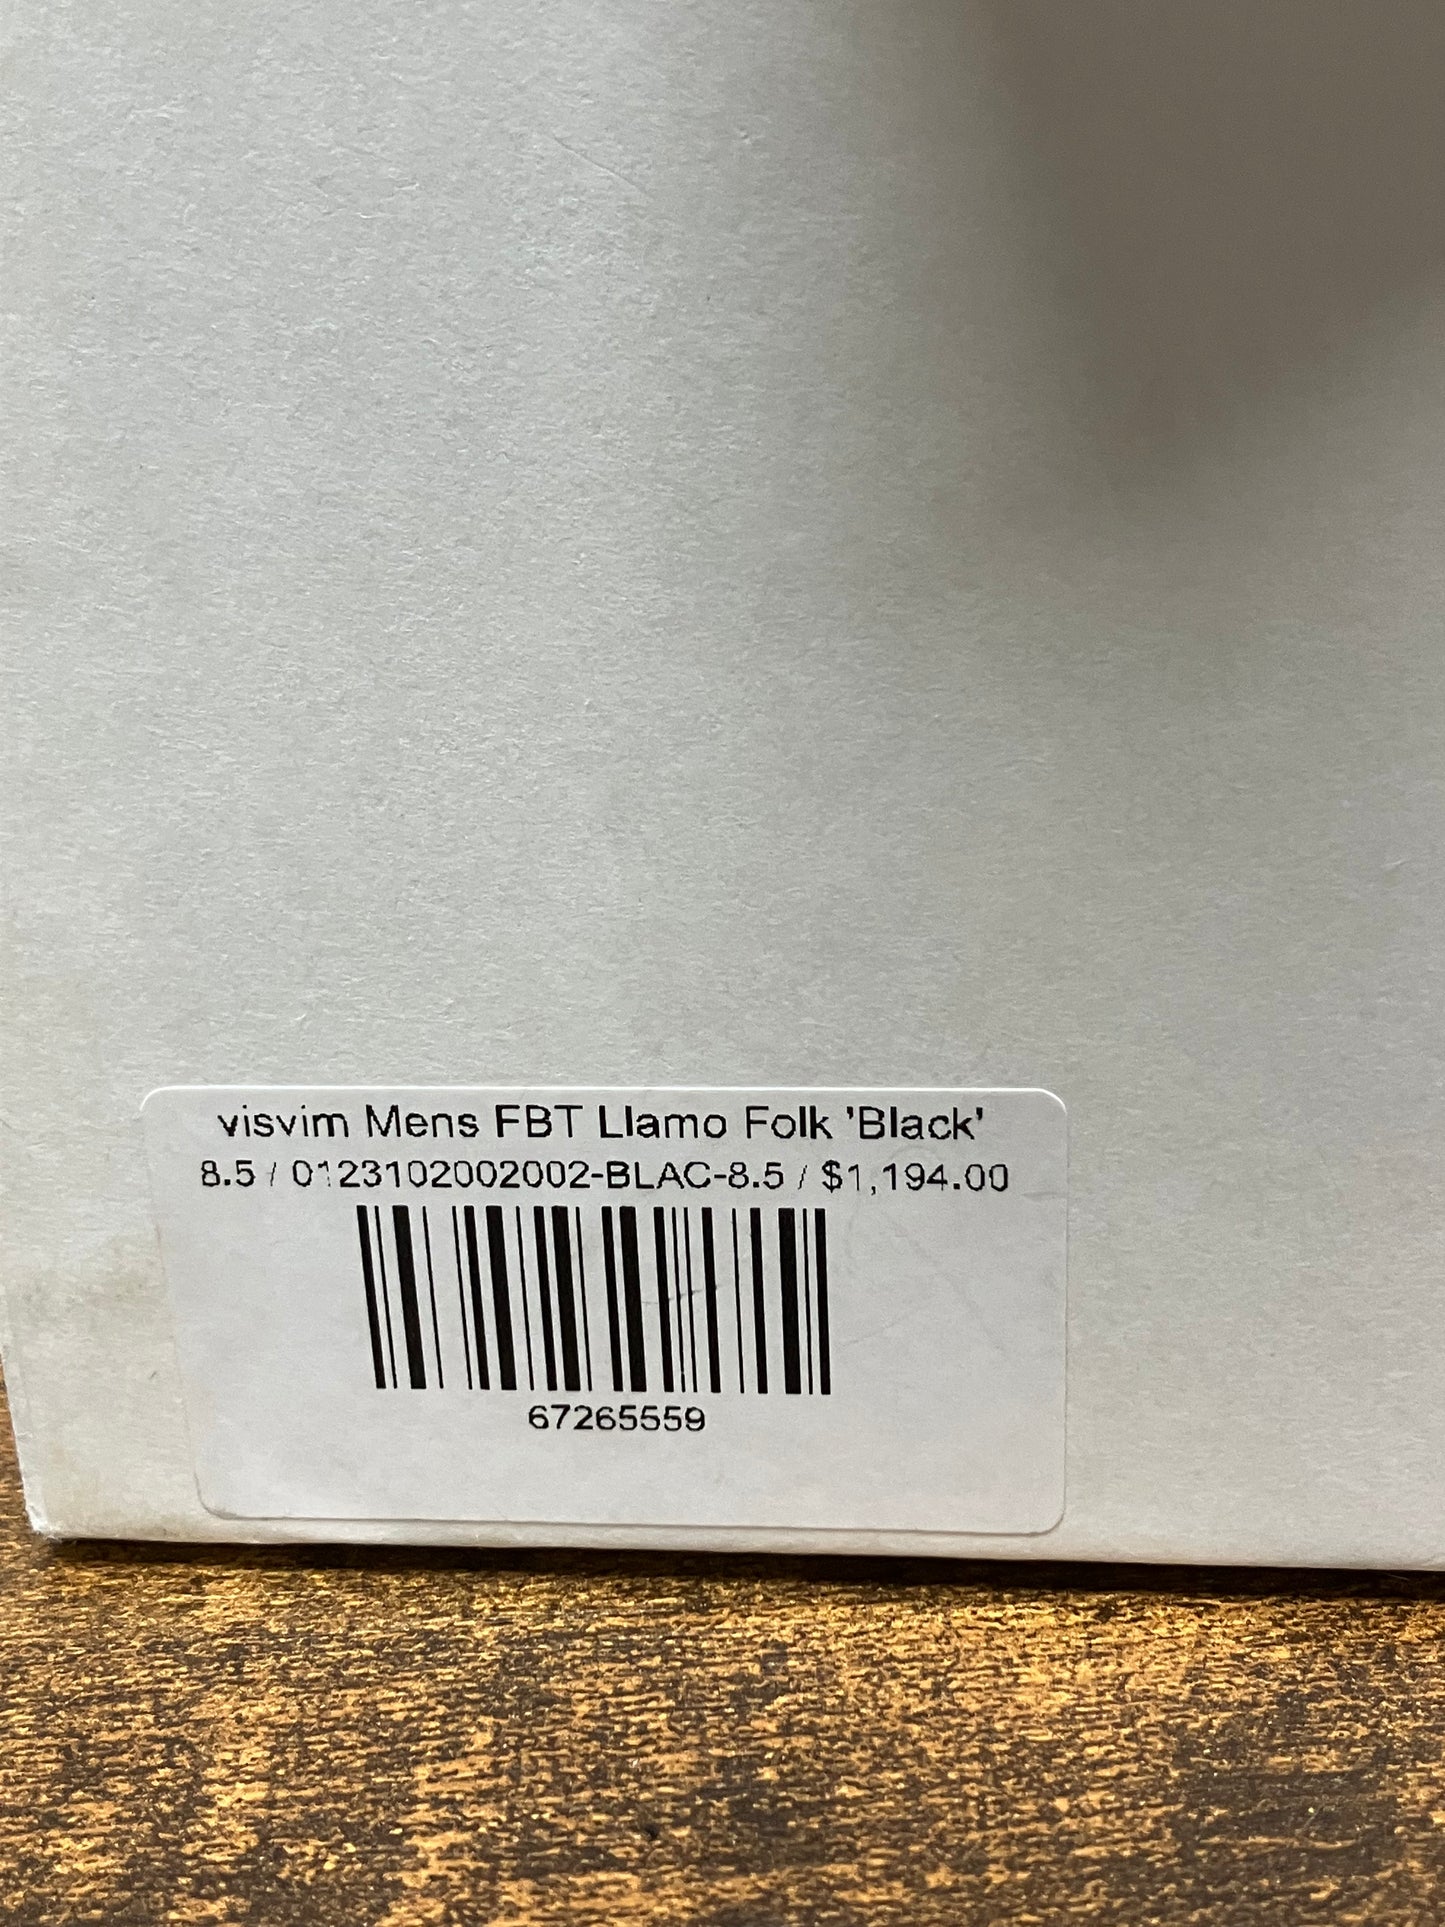 visvim Mens FBT Llamo Folk 'Black'
8.5 / 0123102002002-BLAC-8.5 / $1,194.00
67265559